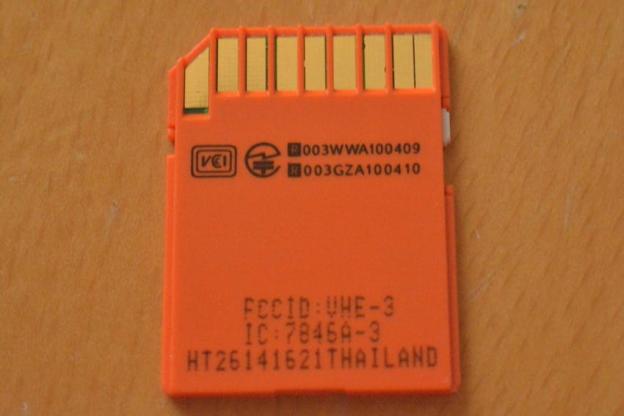 VCI R 003WWA100409
R 003GZA100410
FCCID:VHE-3
IC:7846A-3
HT26141621THAILAND